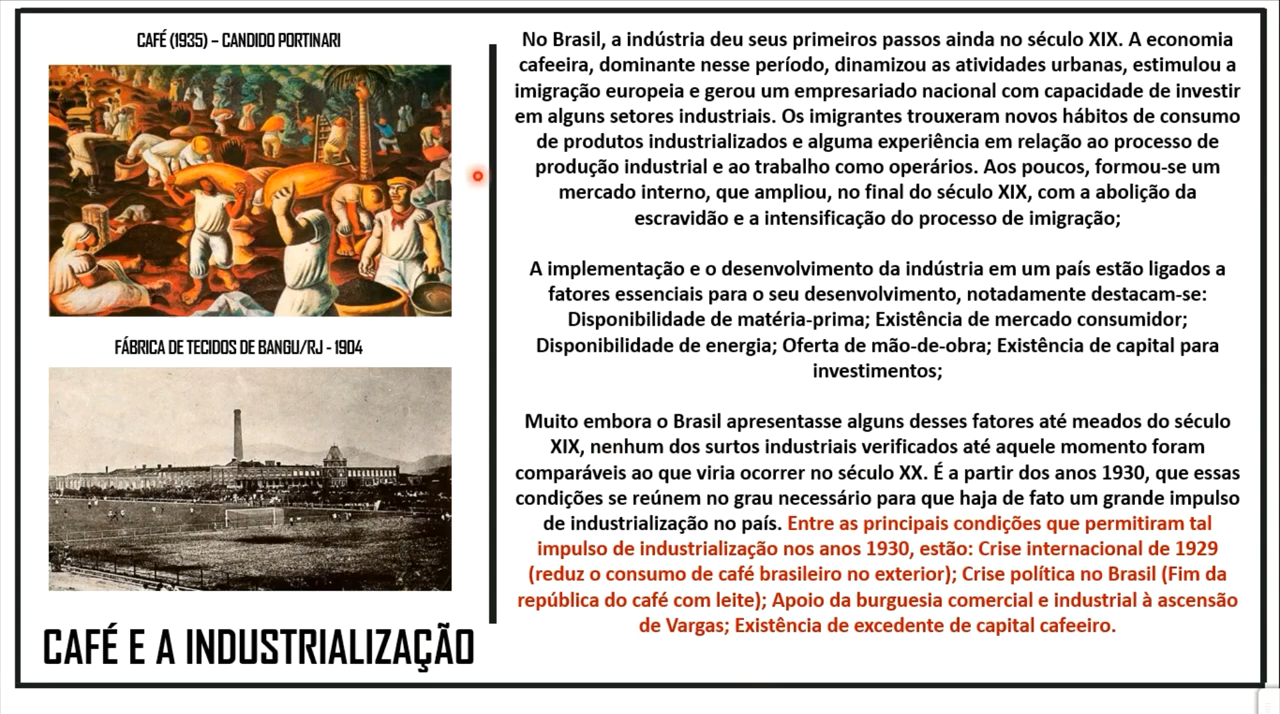 CAFÉ (1935) – CANDIDO PORTINARI
FÁBRICA DE TECIDOS DE BANGU/RJ - 1904
CAFÉ E A INDUSTRIALIZAÇÃO
No Brasil, a indústria deu seus primeiros passos ainda no século XIX. A economia
cafeeira, dominante nesse período, dinamizou as atividades urbanas, estimulou a
imigração europeia e gerou um empresariado nacional com capacidade de investir
em alguns setores industriais. Os imigrantes trouxeram novos hábitos de consumo
de produtos industrializados e alguma experiência em relação ao processo de
produção industrial e ao trabalho como operários. Aos poucos, formou-se um
mercado interno, que ampliou, no final do século XIX, com a abolição da
escravidão e a intensificação do processo de imigração;
A implementação e o desenvolvimento da indústria em um país estão ligados a
fatores essenciais para o seu desenvolvimento, notadamente destacam-se:
Disponibilidade de matéria-prima; Existência de mercado consumidor;
Disponibilidade de energia; Oferta de mão-de-obra; Existência de capital para
investimentos;
Muito embora o Brasil apresentasse alguns desses fatores até meados do século
XIX, nenhum dos surtos industriais verificados até aquele momento foram
comparáveis ao que viria ocorrer no século XX. É a partir dos anos 1930, que essas
condições se reúnem no grau necessário para que haja de fato um grande impulso
de industrialização no país. Entre as principais condições que permitiram tal
impulso de industrialização nos anos 1930, estão: Crise internacional de 1929
(reduz o consumo de café brasileiro no exterior); Crise política no Brasil (Fim da
república do café com leite); Apoio da burguesia comercial e industrial à ascensão
de Vargas; Existência de excedente de capital cafeeiro.